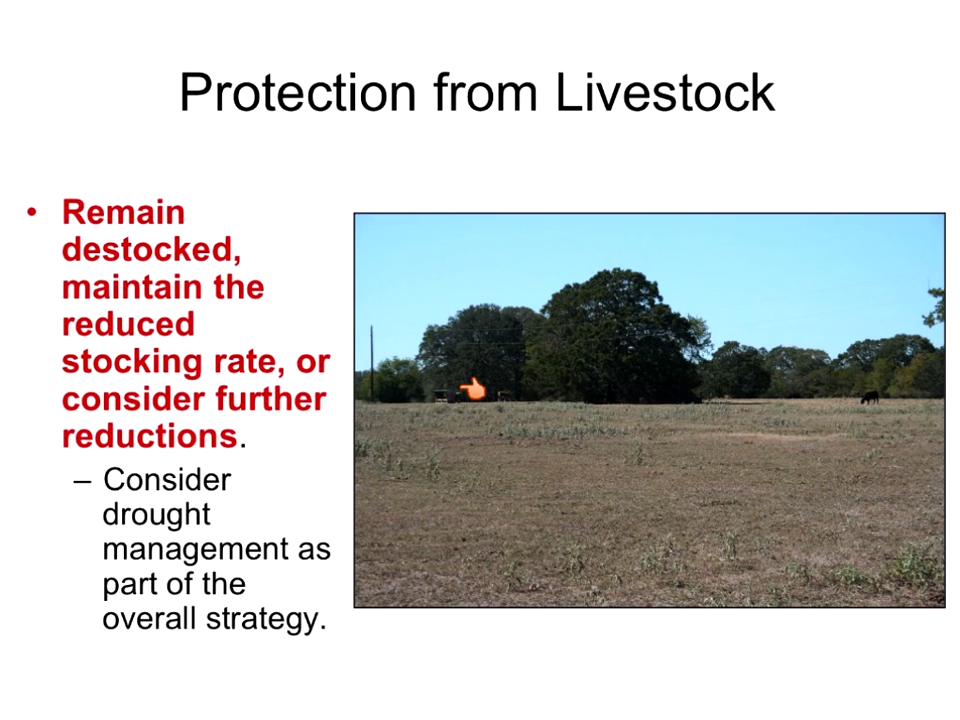 Protection from Livestock
• Remain
destocked,
maintain the
reduced
stocking rate, or
consider further
reductions.
– Consider
drought
management as
part of the
overall strategy.